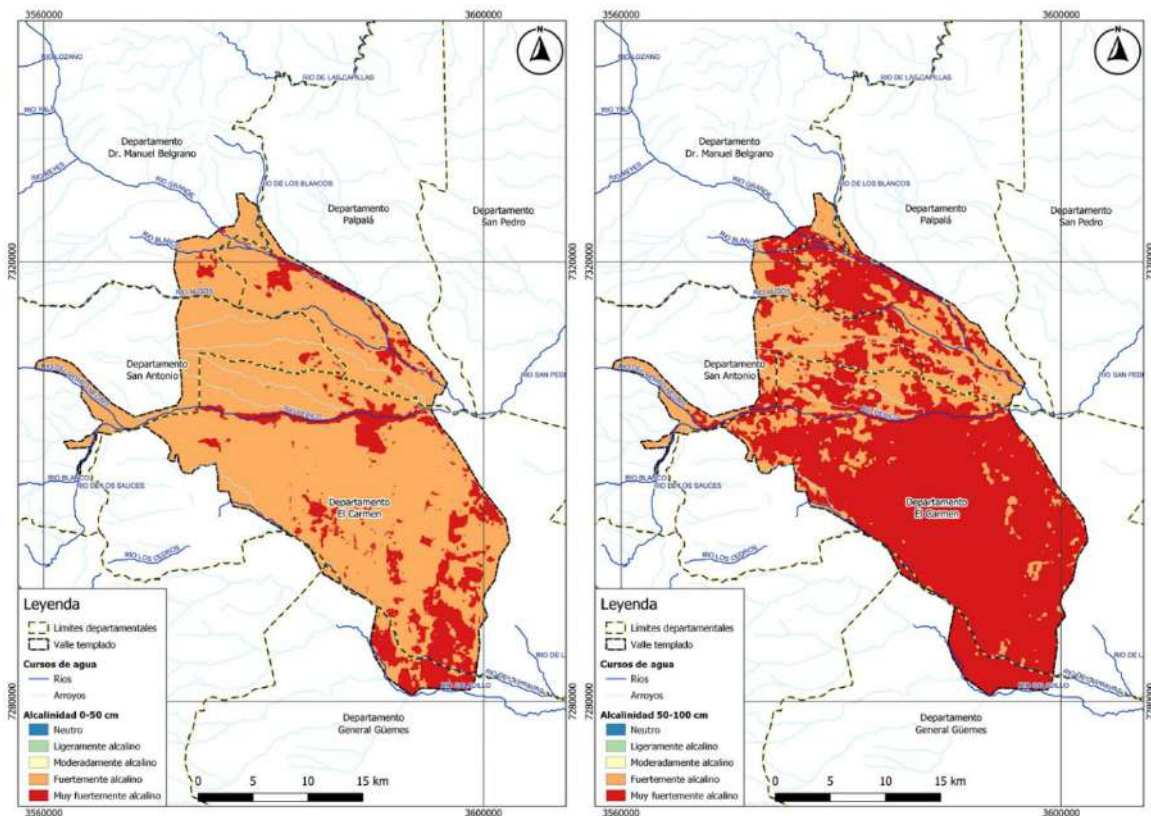 3560000
3600000
RIO LOZANO
RIO DE LAS CAPILLAS
RIO YALA
Departamento
Dr. Manuel Belgrano
RIO REYES
RIO GRANDE
RIO DE LOS BLANCOS
Departamento
Palpalá
Departamento
San Pedro
7320000
7320000
Departamento
San Antonio
RIO PERICO
RIO BLANCO
RIO DE LOS SAUCES
Departamento
El Carmen
RIO LOS CEDROS
Departamento
General Güemes
7280000
7280000
Leyenda
Límites departamentales
Valle templado
Cursos de agua
Ríos
Arroyos
Alcalinidad 0-50 cm
Neutro
Ligeramente alcalino
Moderadamente alcalino
Fuertemente alcalino
Muy fuertemente alcalino
0 5 10 15 km
3560000
3600000
3560000
3600000
RIO LOZANO
RIO DE LAS CAPILLAS
Departamento
Dr. Manuel Belgrano
RIO REYES
RIO GRANDE
RIO DE LOS BLANCOS
Departamento
Palpalá
Departamento
San Pedro
7320000
Departamento
San Antonio
RIO PERICO
RIO BLANCO
RIO DE LOS SAUCES
Departamento
El Carmen
RIO LOS CEDROS
Departamento
General Güemes
7280000
Leyenda
Límites departamentales
Valle templado
Cursos de agua
Ríos
Arroyos
Alcalinidad 50-100 cm
Neutro
Ligeramente alcalino
Moderadamente alcalino
Fuertemente alcalino
Muy fuertemente alcalino
0 5 10 15 km
3560000
3600000